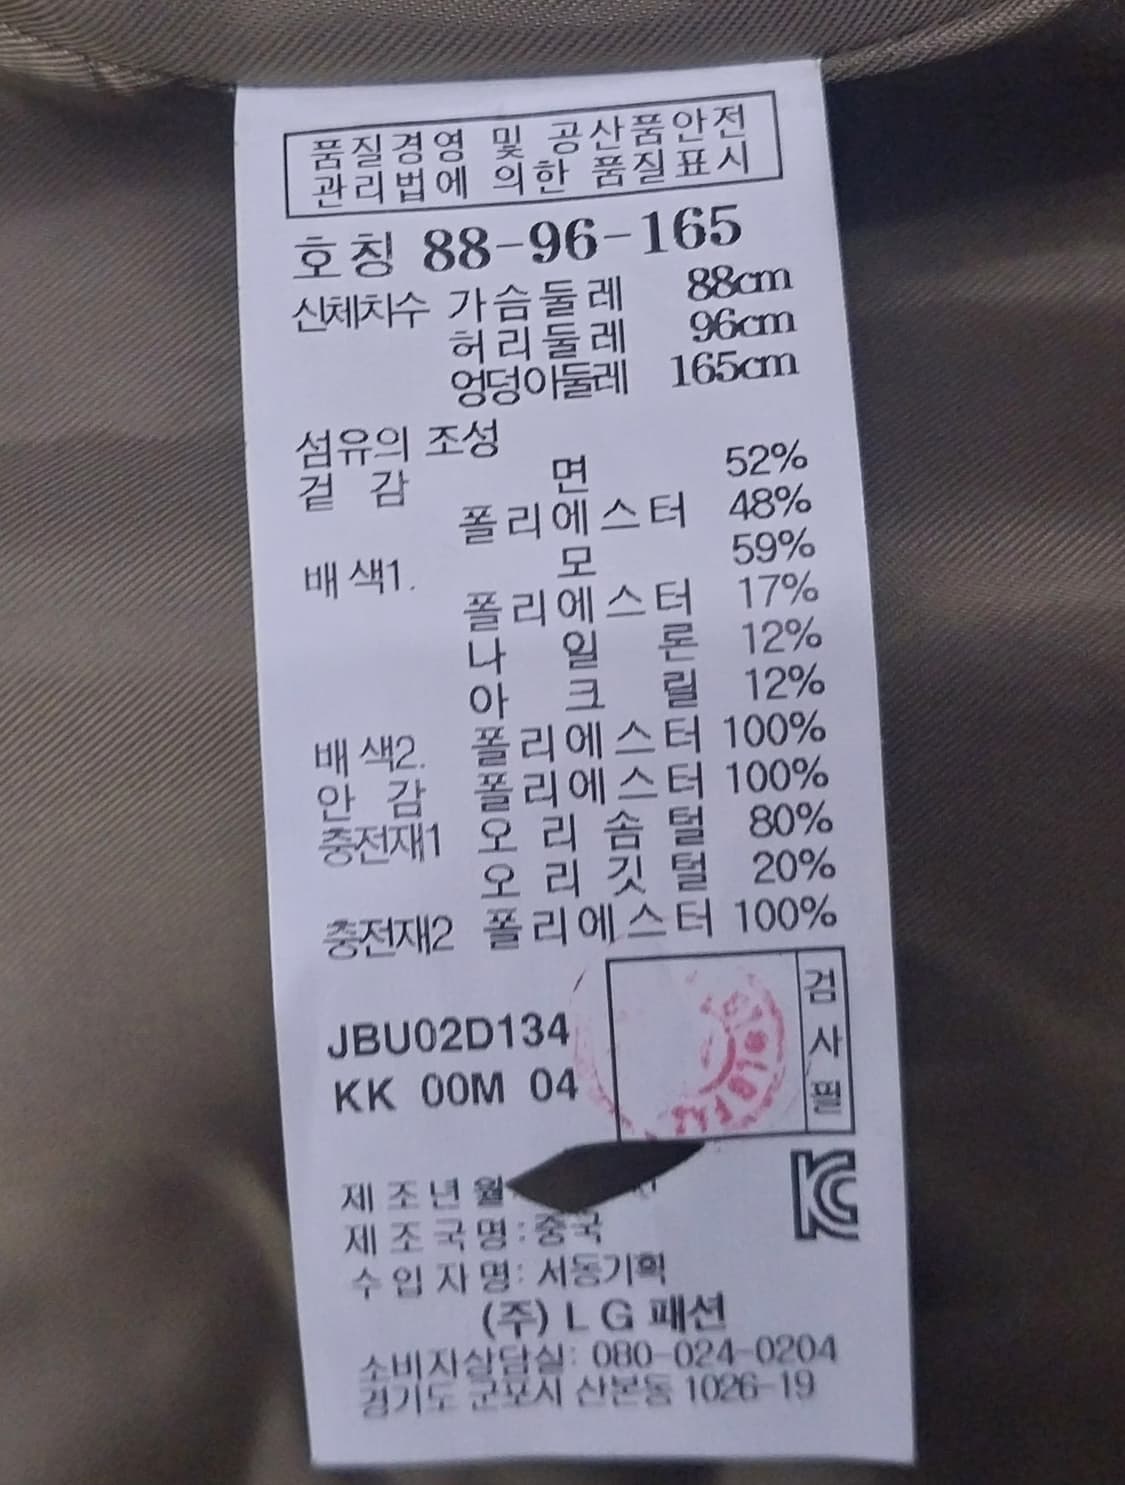 품질경영 및 공산품안전
관리법에 의한 품질표시
호칭 88-96-165
신체치수 가슴둘레 88cm
허리둘레 96cm
엉덩이둘레 165cm
섬유의 조성
겉 감 면 52%
폴리에스터 48%
배색1. 모 59%
폴리에스터 17%
나 일 론 12%
아 크 릴 12%
배색2. 폴리에스터 100%
안 감 폴리에스터 100%
충전재1 오리솜털 80%
오리깃털 20%
충전재2 폴리에스터 100%
검사필
JBU02D134
KK 00M 04
KC
제조년월
제조국명:중국
수입자명:서동기획
(주)LG패션
소비자상담실: 080-024-0204
경기도 군포시 산본동 1026-19